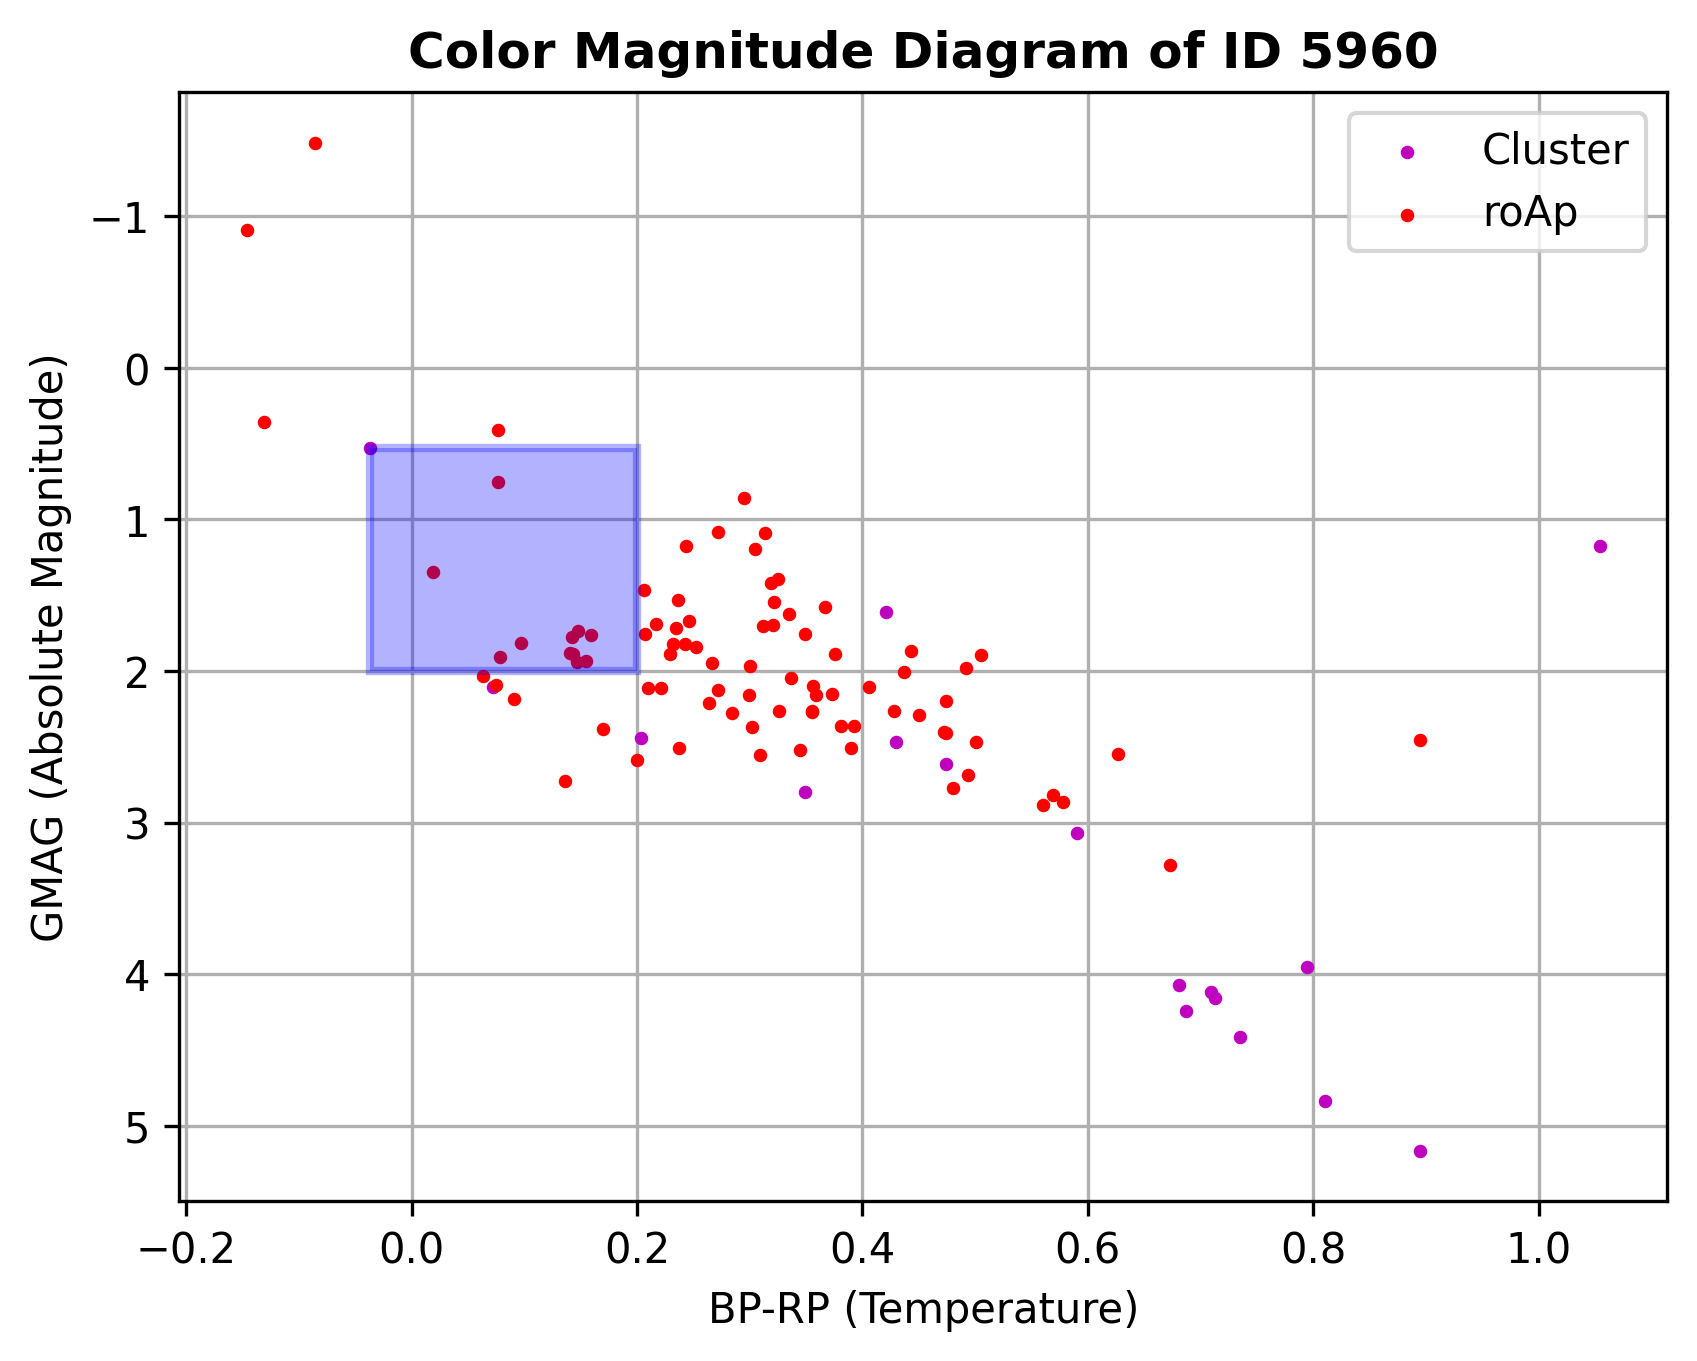 Color Magnitude Diagram of ID 5960
Cluster
roAp
−1
0
1
2
3
4
5
GMAG (Absolute Magnitude)
−0.2 0.0 0.2 0.4 0.6 0.8 1.0
BP-RP (Temperature)